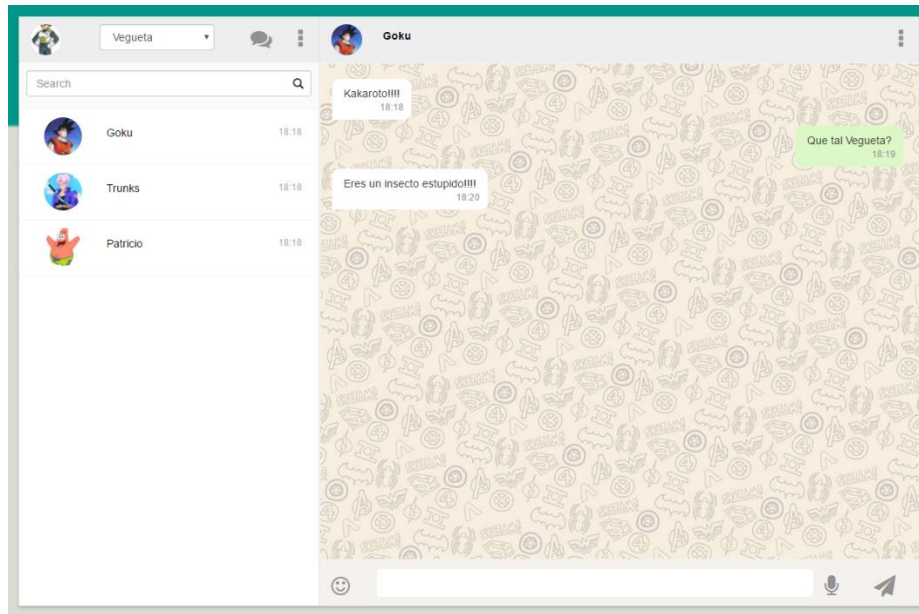 Vegueta
Goku
Search
Goku
18:18
Trunks
18:18
Patricio
18:18
Kakaroto!!!!
18:18
Que tal Vegueta?
18:19
Eres un insecto estupido!!!!
18:20